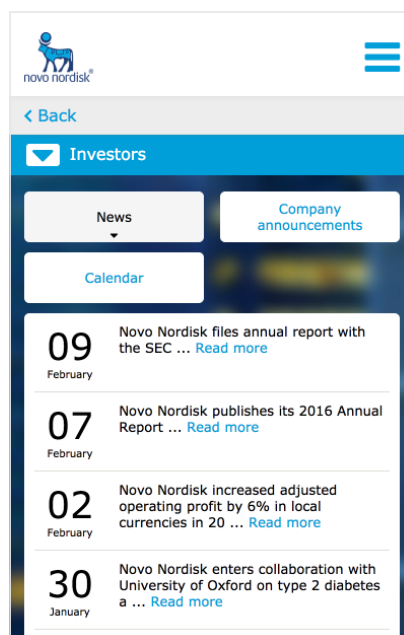 novo nordisk®
Back
Investors
News
Company
announcements
Calendar
09
February
Novo Nordisk files annual report with
the SEC ... Read more
07
February
Novo Nordisk publishes its 2016 Annual
Report ... Read more
02
February
Novo Nordisk increased adjusted
operating profit by 6% in local
currencies in 20 ... Read more
30
January
Novo Nordisk enters collaboration with
University of Oxford on type 2 diabetes
a ... Read more